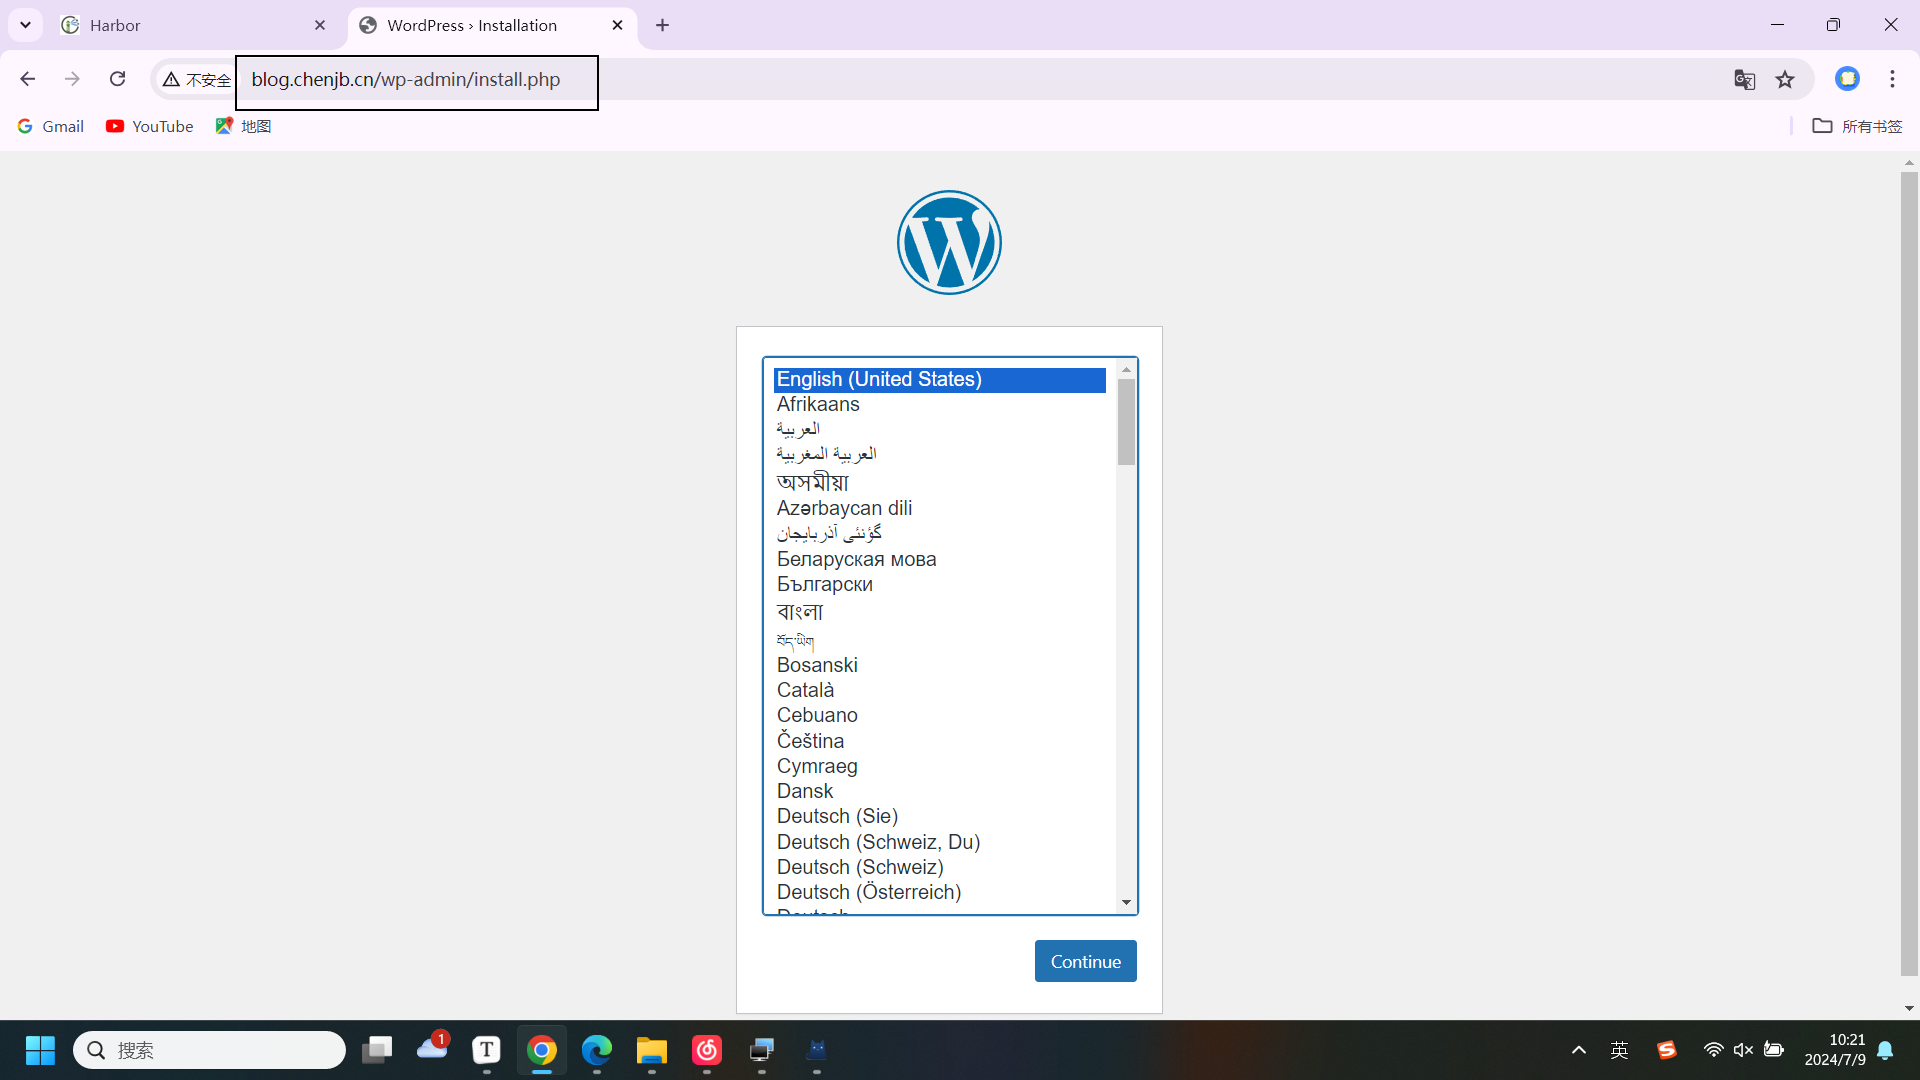 Harbor
WordPress › Installation
不安全
blog.chenjb.cn/wp-admin/install.php
Gmail
YouTube
地图
所有书签
English (United States)
Afrikaans
العربية
العربية المغربية
অসমীয়া
Azərbaycan dili
گؤنئی آذربایجان
Беларуская мова
Български
বাংলা
བོད་ཡིག
Bosanski
Català
Cebuano
Čeština
Cymraeg
Dansk
Deutsch (Sie)
Deutsch (Schweiz, Du)
Deutsch (Schweiz)
Deutsch (Österreich)
Deutsch
Continue
搜索
1
英
10:21
2024/7/9